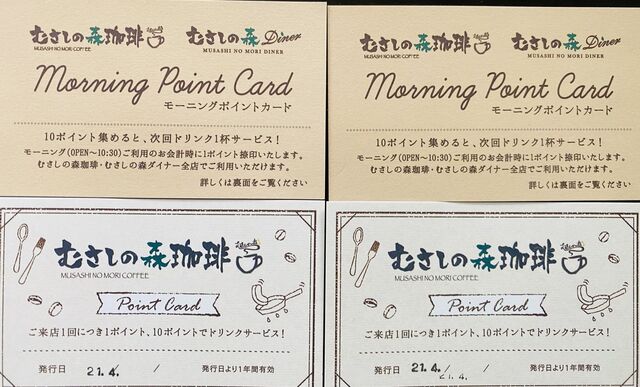 むさしの森珈琲
MUSASHI NO MORI COFFEE
むさしの森 Diner
MUSASHI NO MORI DINER
Morning Point Card
モーニングポイントカード
10ポイント集めると、次回ドリンク1杯サービス!
モーニング(OPEN〜10:30)ご利用のお会計時に1ポイント捺印いたします。
むさしの森珈琲・むさしの森ダイナー全店でご利用いただけます。
詳しくは裏面をご覧ください
むさしの森珈琲
MUSASHI NO MORI COFFEE
むさしの森 Diner
MUSASHI NO MORI DINER
Morning Point Card
モーニングポイントカード
10ポイント集めると、次回ドリンク1杯サービス!
モーニング(OPEN〜10:30)ご利用のお会計時に1ポイント捺印いたします。
むさしの森珈琲・むさしの森ダイナー全店でご利用いただけます。
詳しくは裏面をご覧ください
むさしの森珈琲
MUSASHI NO MORI COFFEE
Point Card
ご来店1回につき1ポイント、10ポイントでドリンクサービス!
発行日 21.4. / / 発行日より1年間有効
むさしの森珈琲
MUSASHI NO MORI COFFEE
Point Card
ご来店1回につき1ポイント、10ポイントでドリンクサービス!
発行日 21.4. / / 発行日より1年間有効
21.4.